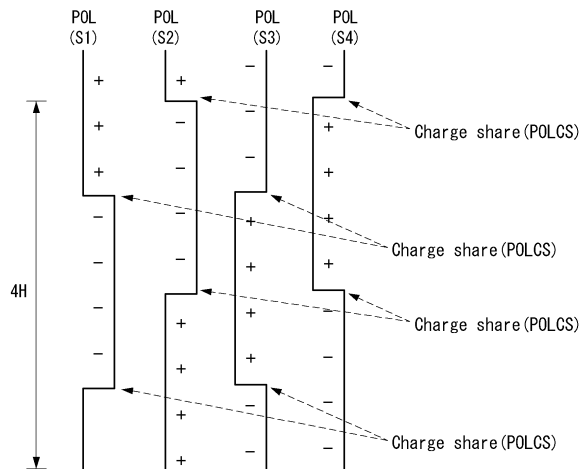 POL POL POL POL
(S1) (S2) (S3) (S4)
+ + − −
+ − − +
+ − − +
− − + +
− − + +
− + + −
− + + −
+ − −
+ − −
Charge share(POLCS)
Charge share(POLCS)
4H
Charge share(POLCS)
Charge share(POLCS)